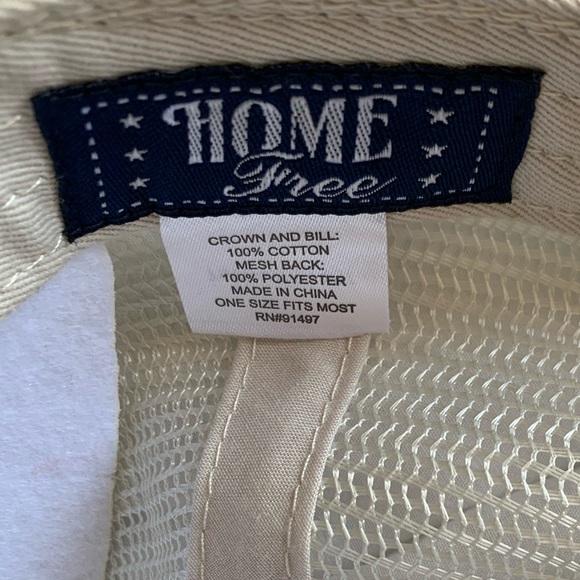 HOME
Free
CROWN AND BILL:
100% COTTON
MESH BACK:
100% POLYESTER
MADE IN CHINA
ONE SIZE FITS MOST
RN#91497